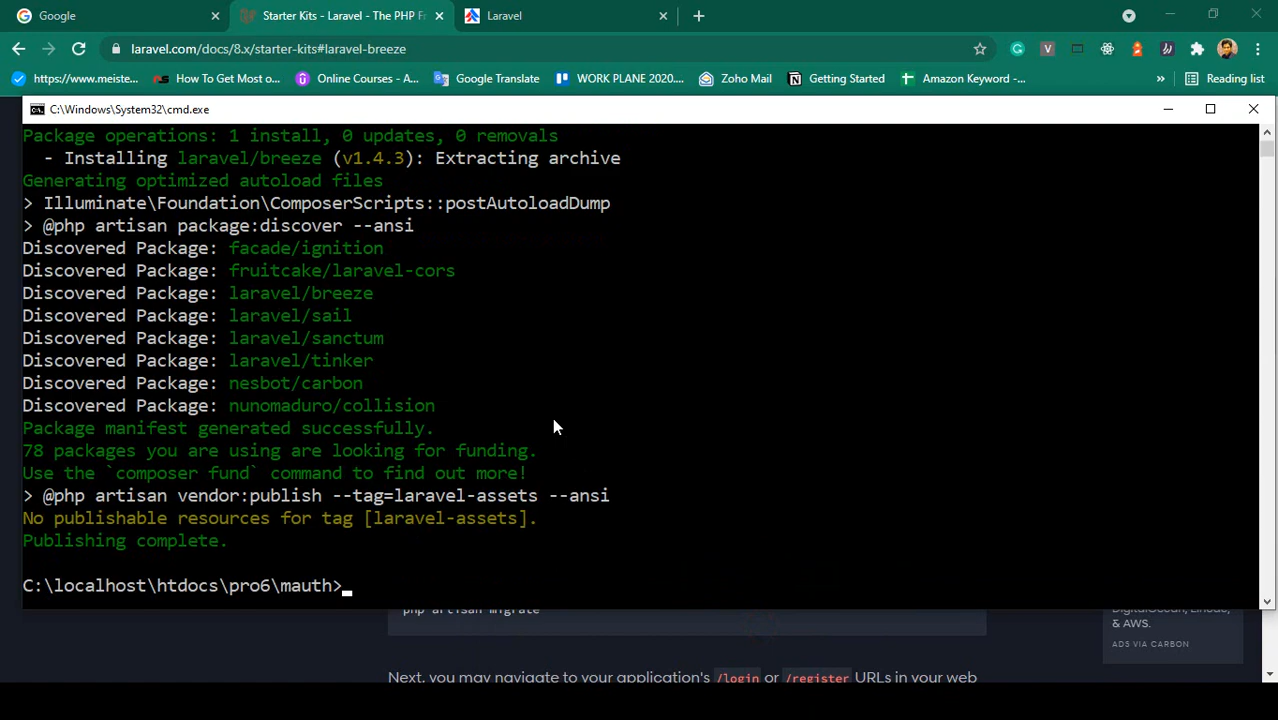 Google
Starter Kits - Laravel - The PHP Fr
Laravel
laravel.com/docs/8.x/starter-kits#laravel-breeze
https://www.meiste...
How To Get Most o...
Online Courses - A...
Google Translate
WORK PLANE 2020....
Zoho Mail
Getting Started
Amazon Keyword -...
»
Reading list
C:\Windows\System32\cmd.exe
Package operations: 1 install, 0 updates, 0 removals
- Installing laravel/breeze (v1.4.3): Extracting archive
Generating optimized autoload files
> Illuminate\Foundation\ComposerScripts::postAutoloadDump
> @php artisan package:discover --ansi
Discovered Package: facade/ignition
Discovered Package: fruitcake/laravel-cors
Discovered Package: laravel/breeze
Discovered Package: laravel/sail
Discovered Package: laravel/sanctum
Discovered Package: laravel/tinker
Discovered Package: nesbot/carbon
Discovered Package: nunomaduro/collision
Package manifest generated successfully.
78 packages you are using are looking for funding.
Use the `composer fund` command to find out more!
> @php artisan vendor:publish --tag=laravel-assets --ansi
No publishable resources for tag [laravel-assets].
Publishing complete.
C:\localhost\htdocs\pro6\mauth>
php artisan migrate
DigitalOcean, Linode,
& AWS.
ADS VIA CARBON
Next, you may navigate to your application's /login or /register URLs in your web